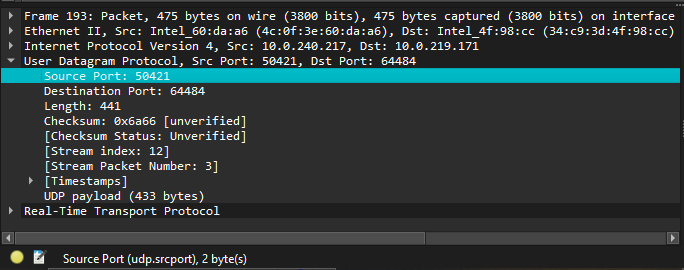 Frame 193: Packet, 475 bytes on wire (3800 bits), 475 bytes captured (3800 bits) on interface
Ethernet II, Src: Intel_60:da:a6 (4c:0f:3e:60:da:a6), Dst: Intel_4f:98:cc (34:c9:3d:4f:98:cc)
Internet Protocol Version 4, Src: 10.0.240.217, Dst: 10.0.219.171
User Datagram Protocol, Src Port: 50421, Dst Port: 64484
Source Port: 50421
Destination Port: 64484
Length: 441
Checksum: 0x6a66 [unverified]
[Checksum Status: Unverified]
[Stream index: 12]
[Stream Packet Number: 3]
[Timestamps]
UDP payload (433 bytes)
Real-Time Transport Protocol
Source Port (udp.srcport), 2 byte(s)